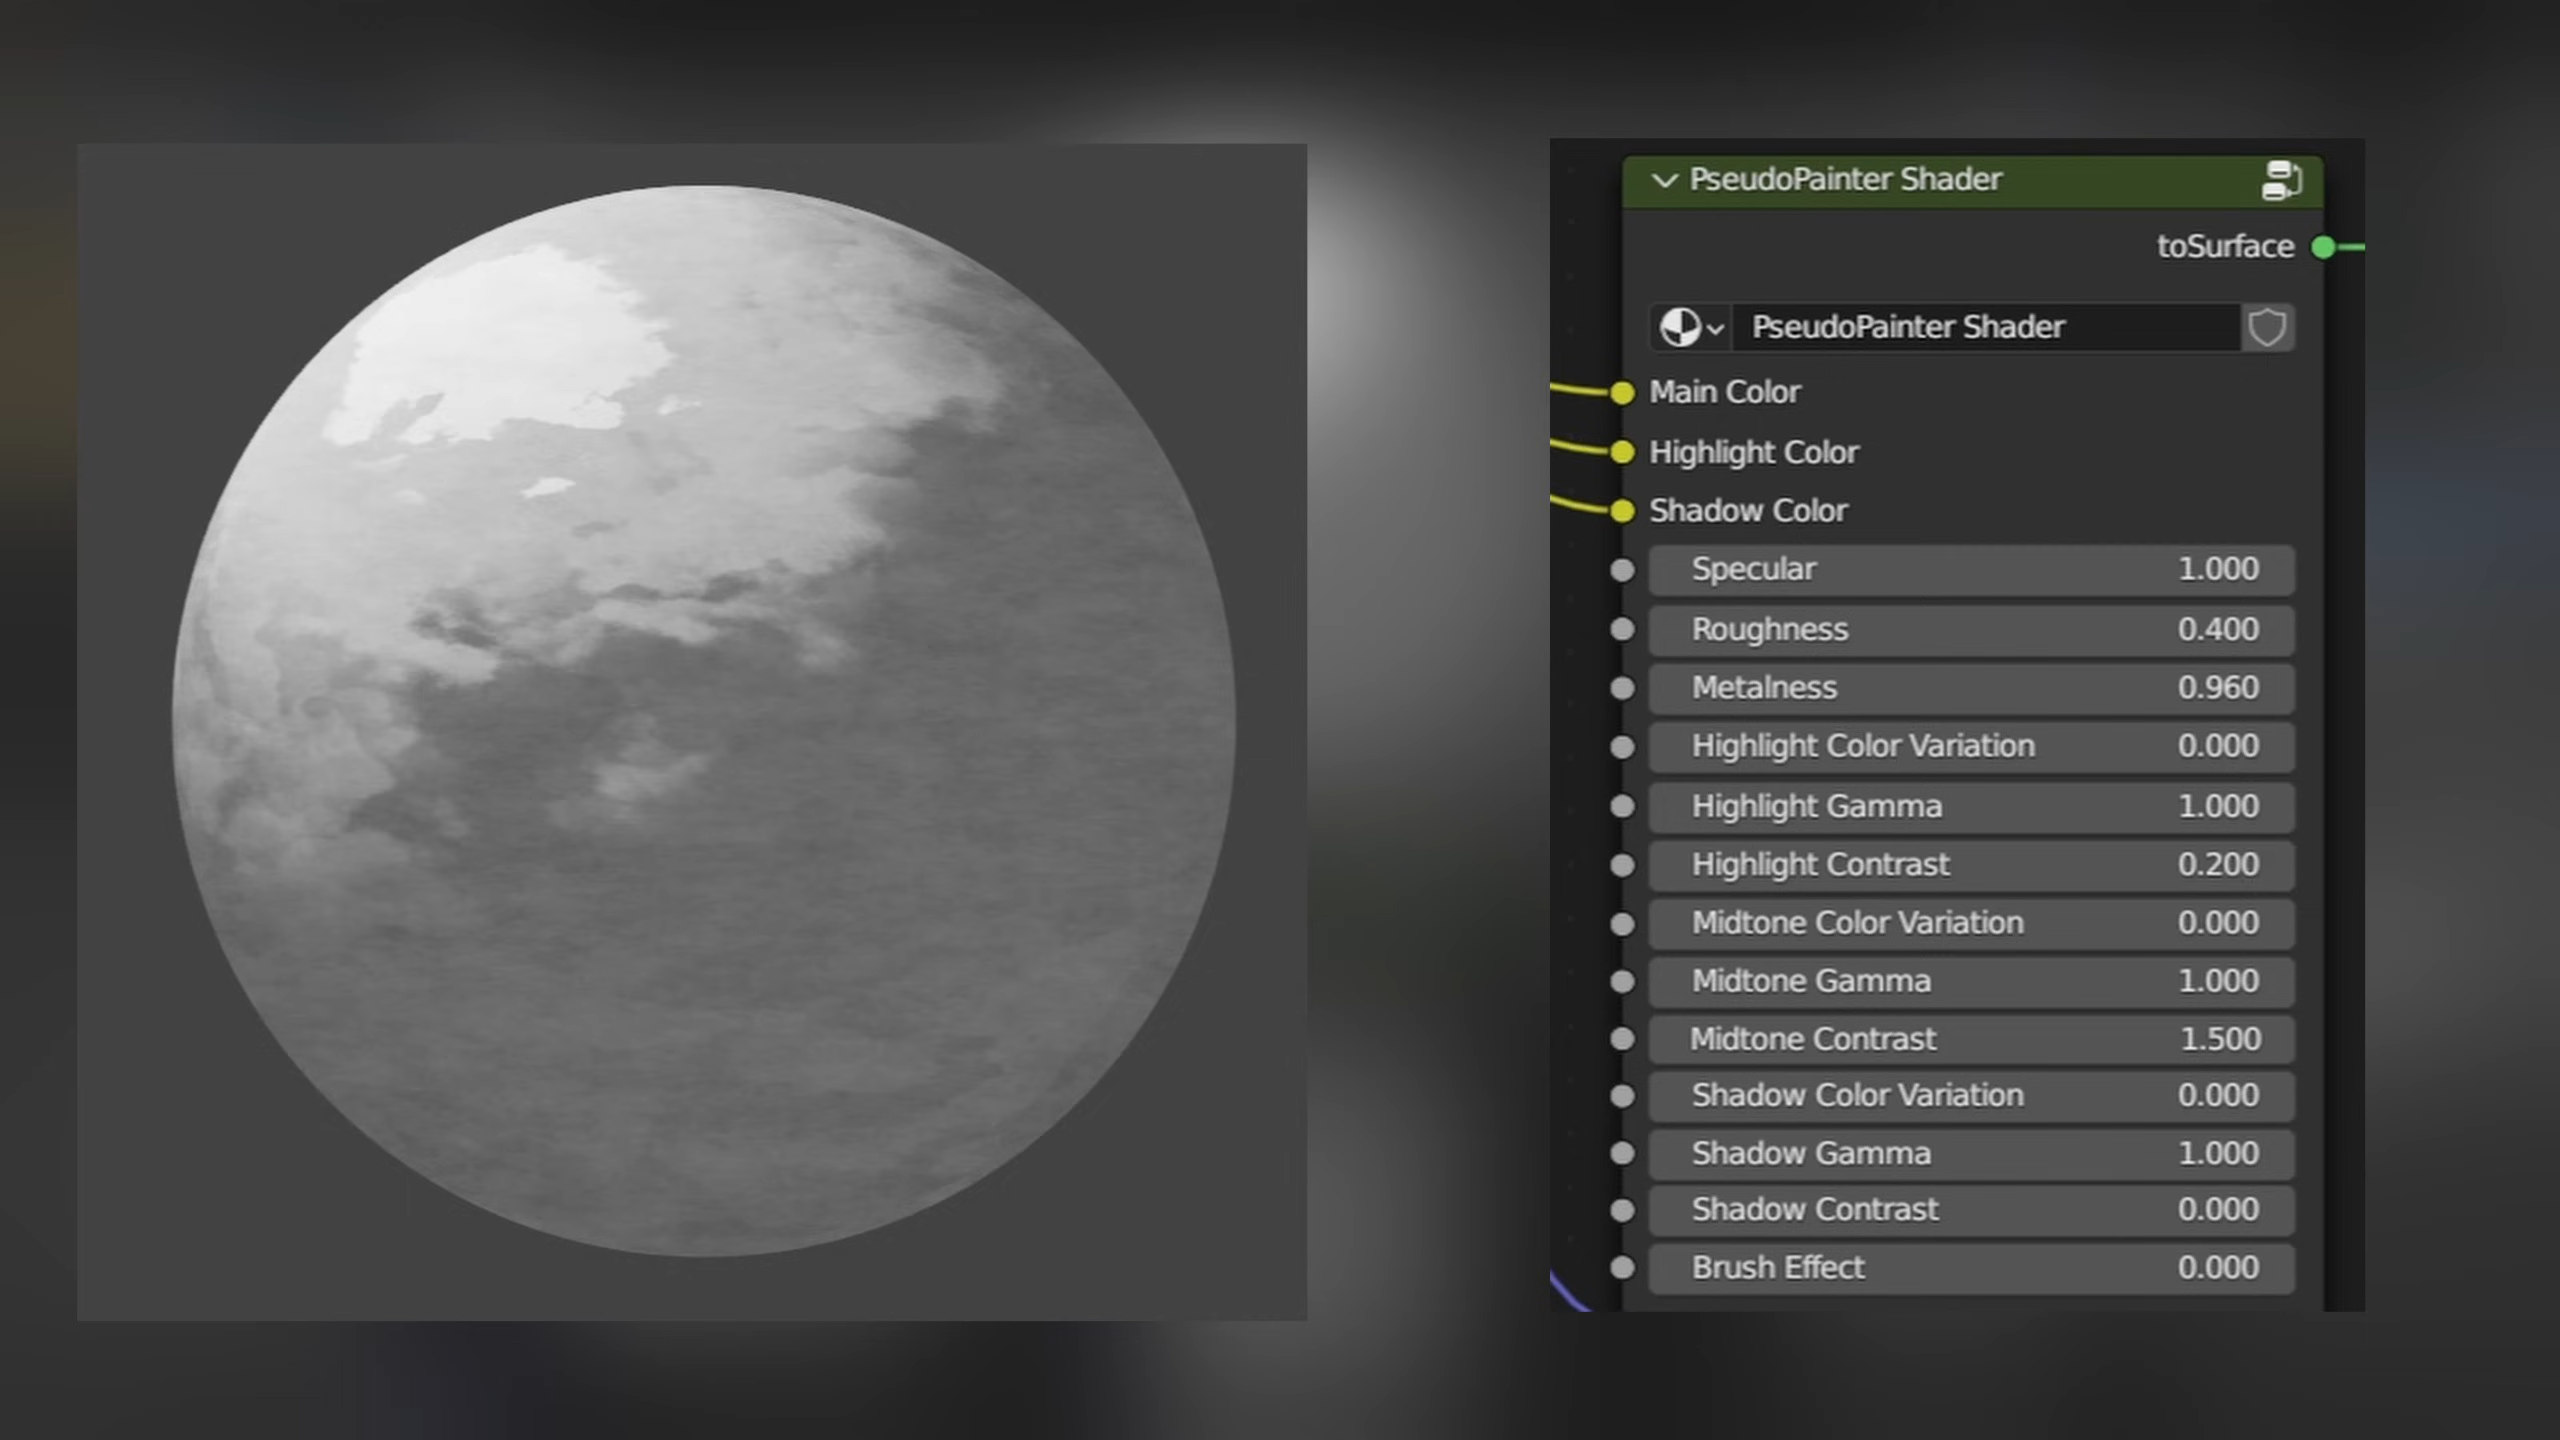 PseudoPainter Shader
toSurface
PseudoPainter Shader
Main Color
Highlight Color
Shadow Color
Specular 1.000
Roughness 0.400
Metalness 0.960
Highlight Color Variation 0.000
Highlight Gamma 1.000
Highlight Contrast 0.200
Midtone Color Variation 0.000
Midtone Gamma 1.000
Midtone Contrast 1.500
Shadow Color Variation 0.000
Shadow Gamma 1.000
Shadow Contrast 0.000
Brush Effect 0.000